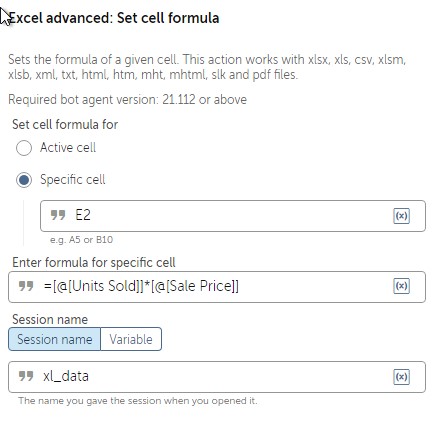 Excel advanced: Set cell formula
Sets the formula of a given cell. This action works with xlsx, xls, csv, xlsm,
xlsb, xml, txt, html, htm, mht, mhtml, slk and pdf files.
Required bot agent version: 21.112 or above
Set cell formula for
Active cell
Specific cell
E2
(x)
e.g. A5 or B10
Enter formula for specific cell
=[@[Units Sold]]*[@[Sale Price]]
(x)
Session name
Session name Variable
xl_data
(x)
The name you gave the session when you opened it.